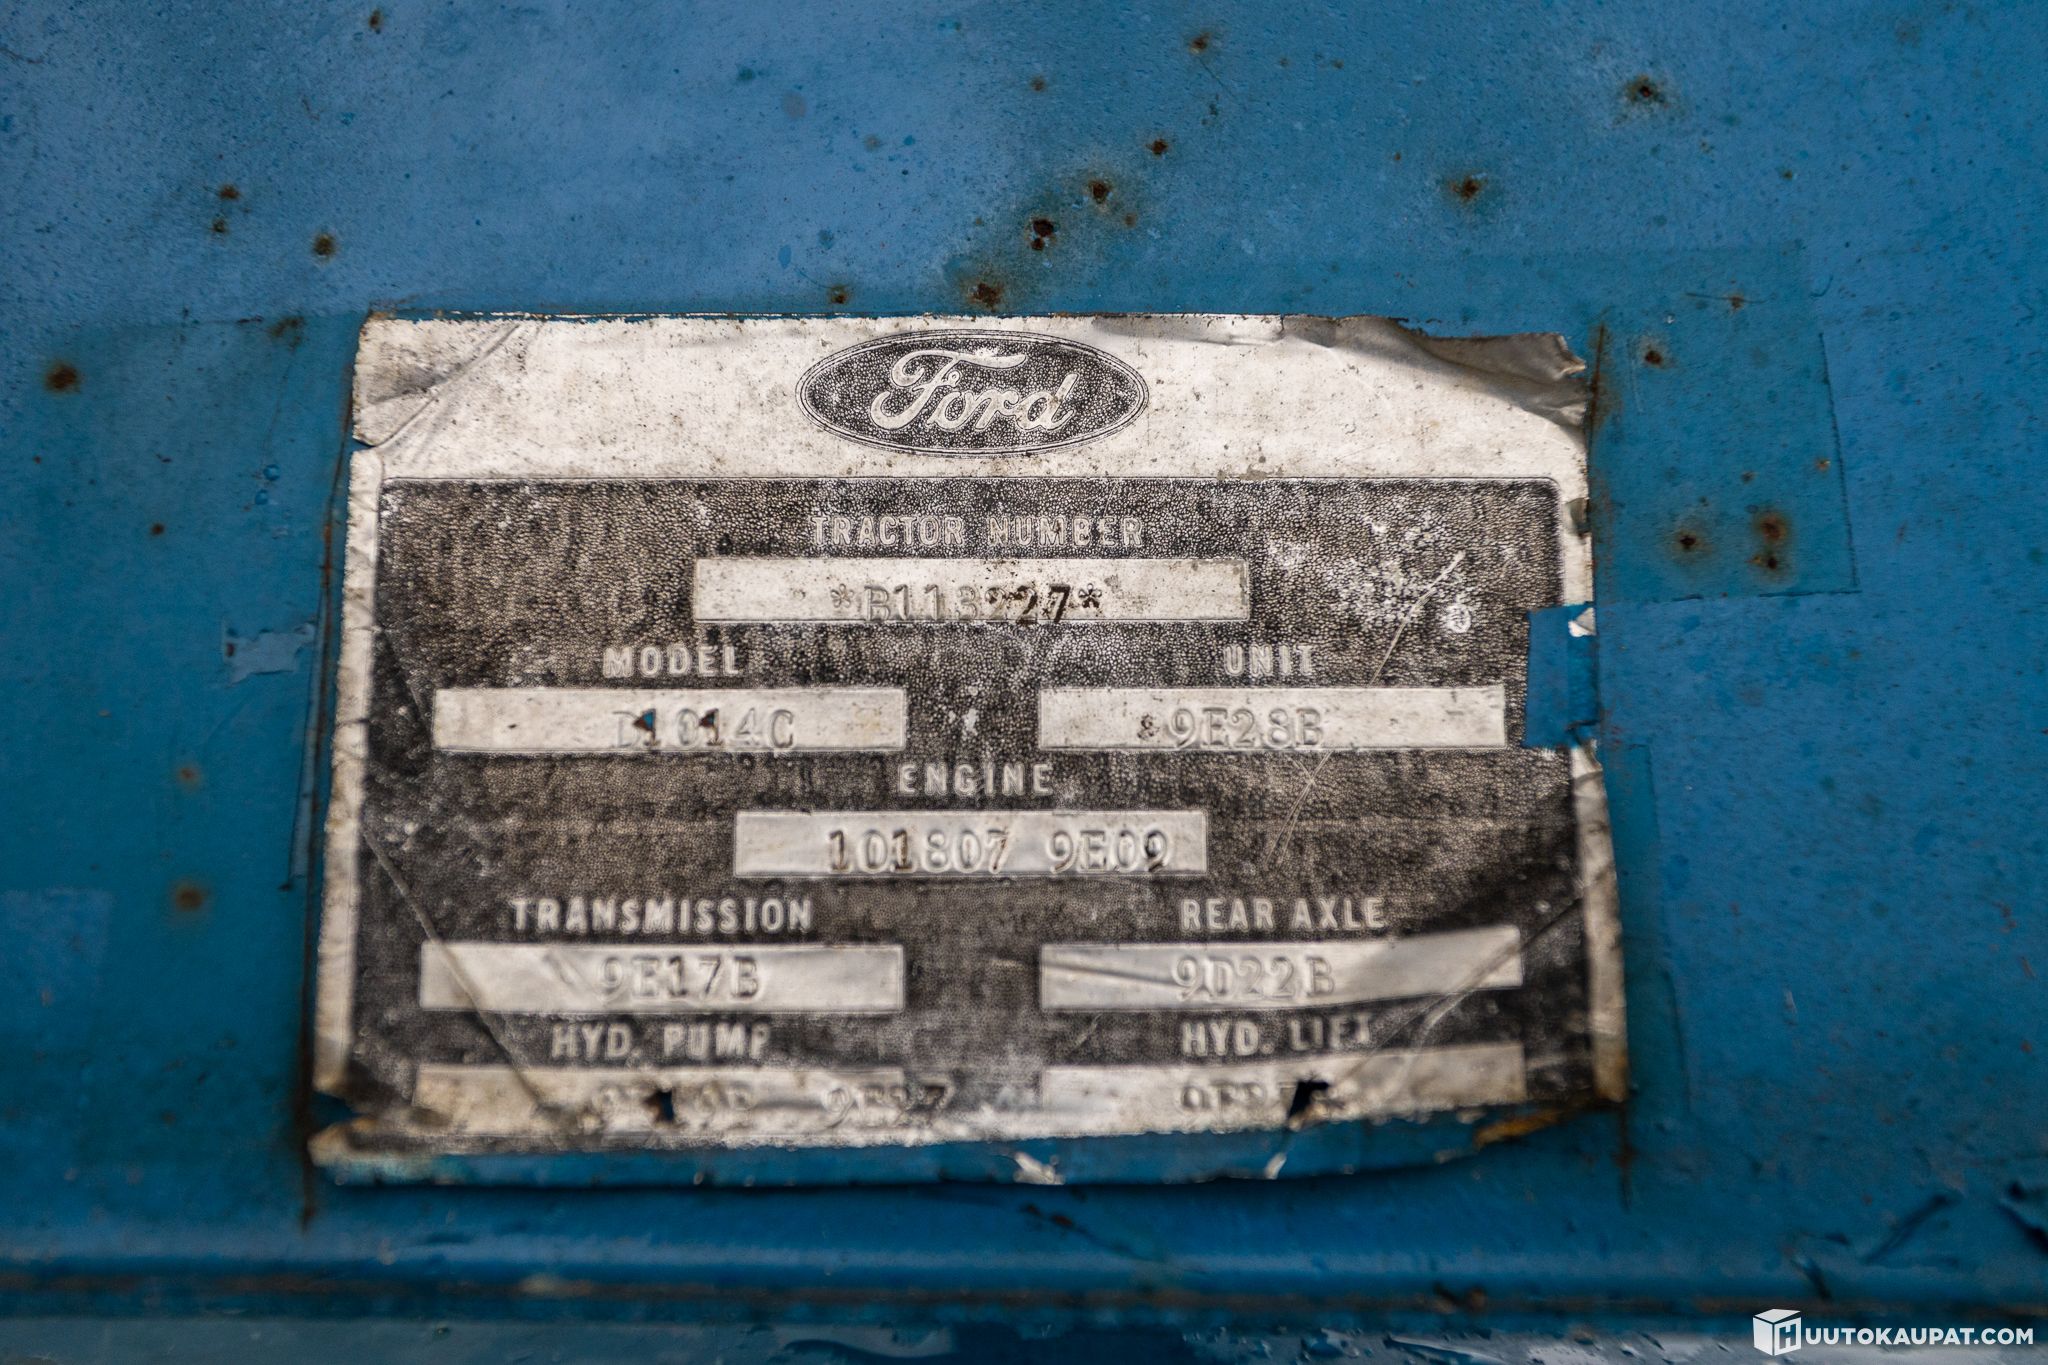 Ford
TRACTOR NUMBER
*B113227*
MODEL UNIT
D1014C 9E28B
ENGINE
101807 9E09
TRANSMISSION REAR AXLE
9E17B 9D22B
HYD. PUMP HYD. LIFT
HUUTOKAUPAT.COM